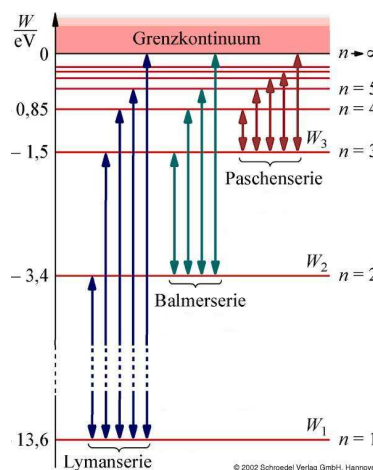 W
eV
Grenzkontinuum
0 n → ∞
n = 5
0,85 n = 4
– 1,5 W3 n = 3
Paschenserie
– 3,4 W2 n = 2
Balmerserie
13,6 W1 n = 1
Lymanserie
© 2002 Schroedel Verlag GmbH, Hannove